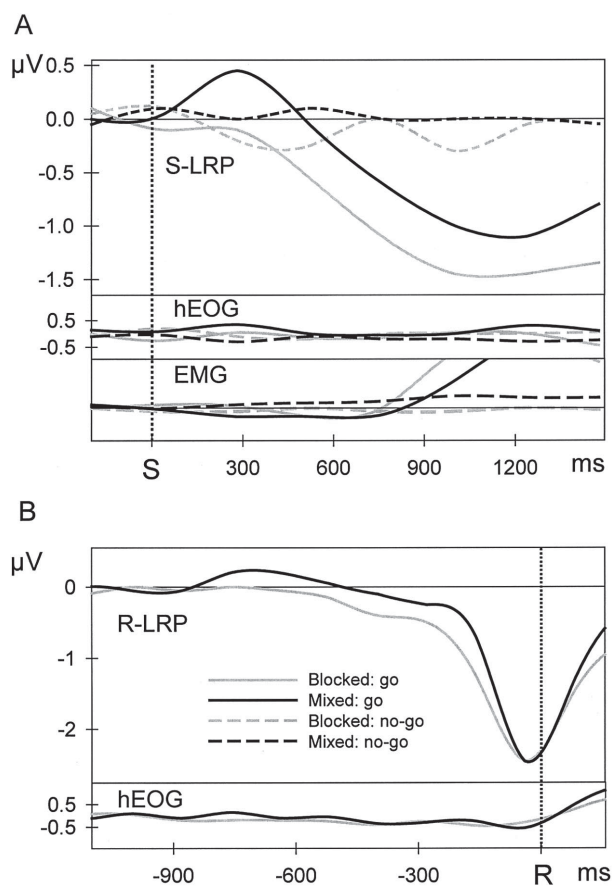 A
µV
0.5
0.0
-0.5
-1.0
-1.5
S-LRP
hEOG
0.5
-0.5
EMG
S 300 600 900 1200 ms
B
µV
0
-1
-2
R-LRP
Blocked: go
Mixed: go
Blocked: no-go
Mixed: no-go
hEOG
0.5
-0.5
-900 -600 -300 R ms